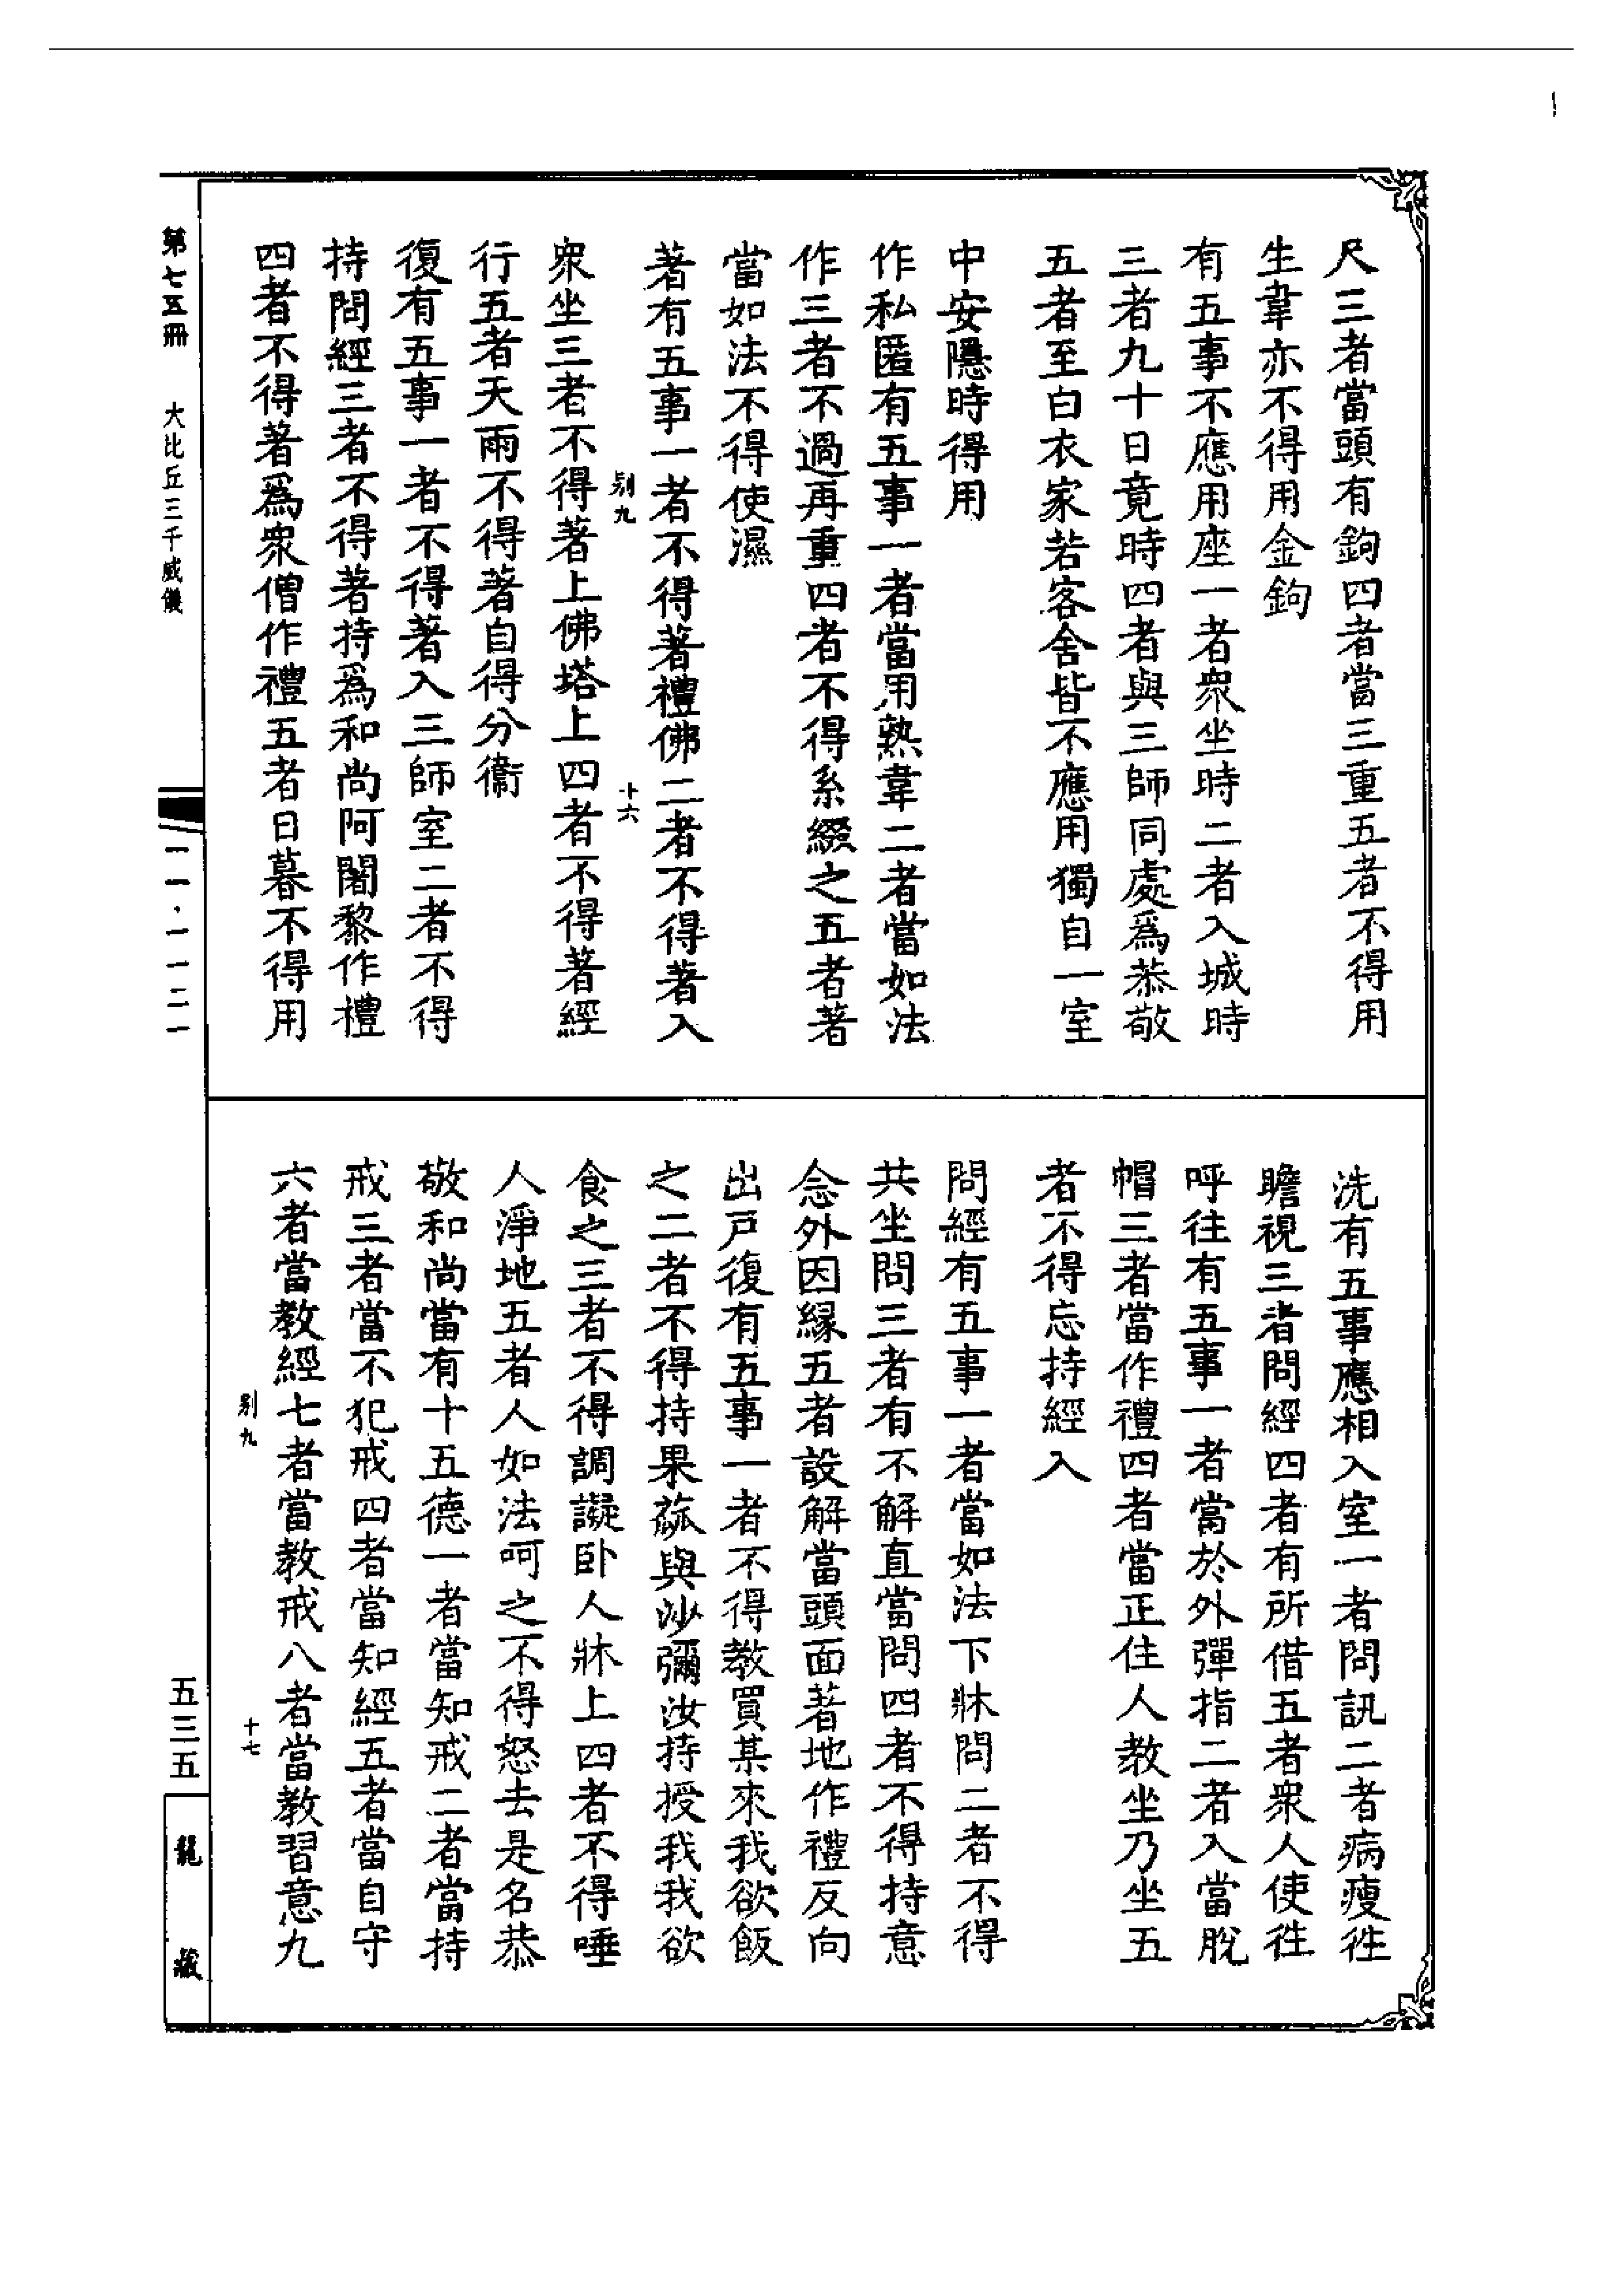 尺三者當頭有鉤四者當三重五者不得用
生韋亦不得用金鉤
有五事不應用座一者衆坐時二者入城時
三者九十日竟時四者與三師同處爲恭敬
五者至白衣家若客舍皆不應用獨自一室
中安隱時得用
作私匿有五事一者當用熟韋二者當如法
作三者不過再重四者不得系綴之五者著
當如法不得使濕
著有五事一者不得著禮佛二者不得著入
别九
十六
衆坐三者不得著上佛塔上四者不得著經
行五者天雨不得著自得分衞
復有五事一者不得著入三師室二者不得
持問經三者不得著持爲和尚阿闍黎作禮
四者不得著爲衆僧作禮五者日暮不得用
洗有五事應相入室一者問訊二者病瘦往
瞻視三者問經四者有所借五者衆人使往
呼往有五事一者當於外彈指二者入當脫
帽三者當作禮四者當正住人教坐乃坐五
者不得忘持經入
問經有五事一者當如法下牀問二者不得
共坐問三者有不解直當問四者不得持意
念外因緣五者設解當頭面著地作禮反向
出戸復有五事一者不得教買某來我欲飯
之二者不得持果蓏與沙彌汝持授我我欲
食之三者不得調譺卧人牀上四者不得唾
人淨地五者人如法呵之不得怒去是名恭
敬和尚當有十五德一者當知戒二者當持
戒三者當不犯戒四者當知經五者當自守
六者當教經七者當教戒八者當教習意九
别九
十七
第七五冊
大比丘三千威儀
一一·一一二一
五三五
龍藏